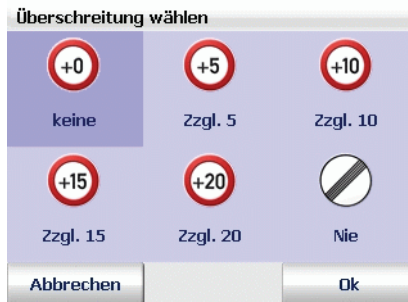 Überschreitung wählen
+0 +5 +10
keine Zzgl. 5 Zzgl. 10
+15 +20
Zzgl. 15 Zzgl. 20 Nie
Abbrechen Ok